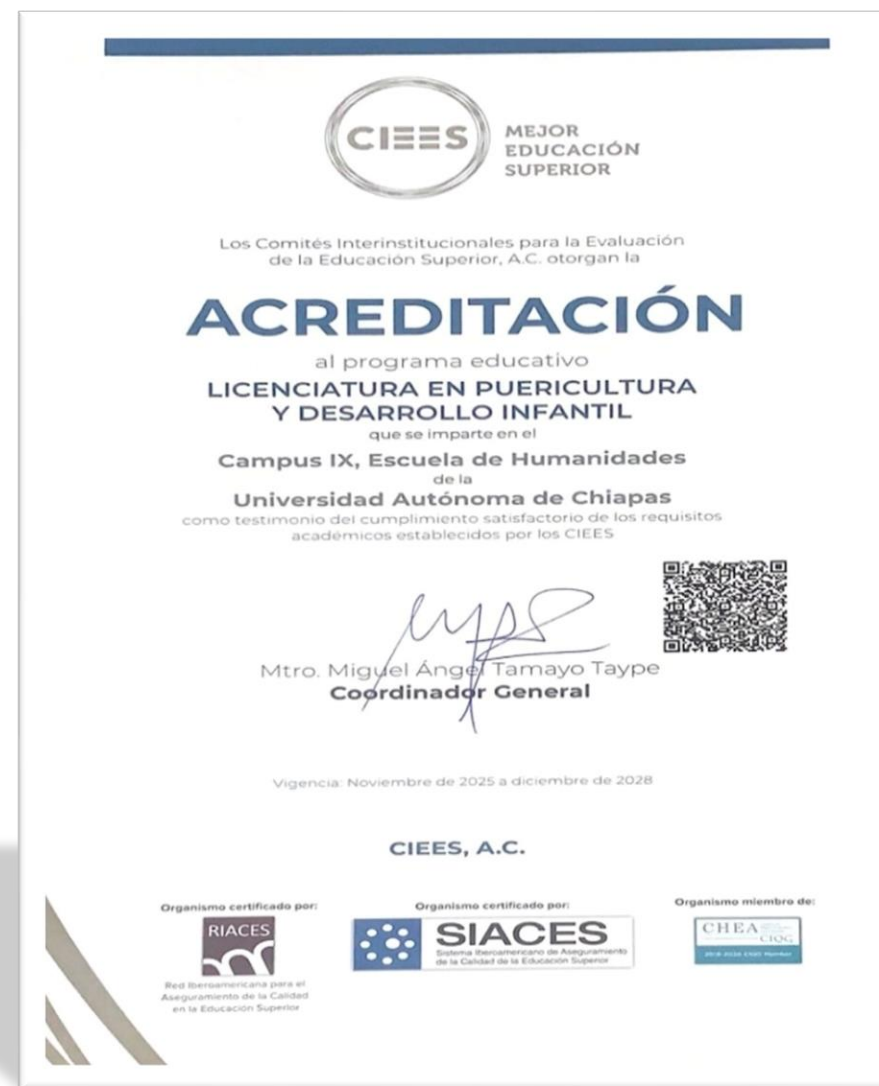 CIEES
MEJOR
EDUCACIÓN
SUPERIOR
Los Comités Interinstitucionales para la Evaluación
de la Educación Superior, A.C. otorgan la
ACREDITACIÓN
al programa educativo
LICENCIATURA EN PUERICULTURA
Y DESARROLLO INFANTIL
que se imparte en el
Campus IX, Escuela de Humanidades
de la
Universidad Autónoma de Chiapas
como testimonio del cumplimiento satisfactorio de los requisitos
académicos establecidos por los CIEES
Mtro. Miguel Ángel Tamayo Taype
Coordinador General
Vigencia: Noviembre de 2025 a diciembre de 2028
CIEES, A.C.
Organismo certificado por:
RIACES
Red Iberoamericana para el
Aseguramiento de la Calidad
en la Educación Superior
Organismo certificado por:
SIACES
Sistema Iberoamericano de Aseguramiento
de la Calidad de la Educación Superior
Organismo miembro de:
CHEA
CIQG